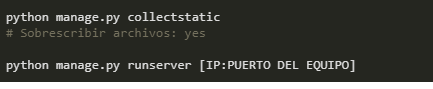 python manage.py collectstatic
# Sobrescribir archivos: yes
python manage.py runserver [IP:PUERTO DEL EQUIPO]